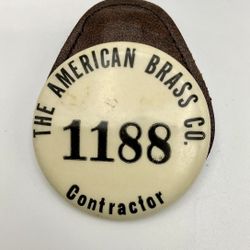 THE AMERICAN BRASS CO.
1188
Contractor